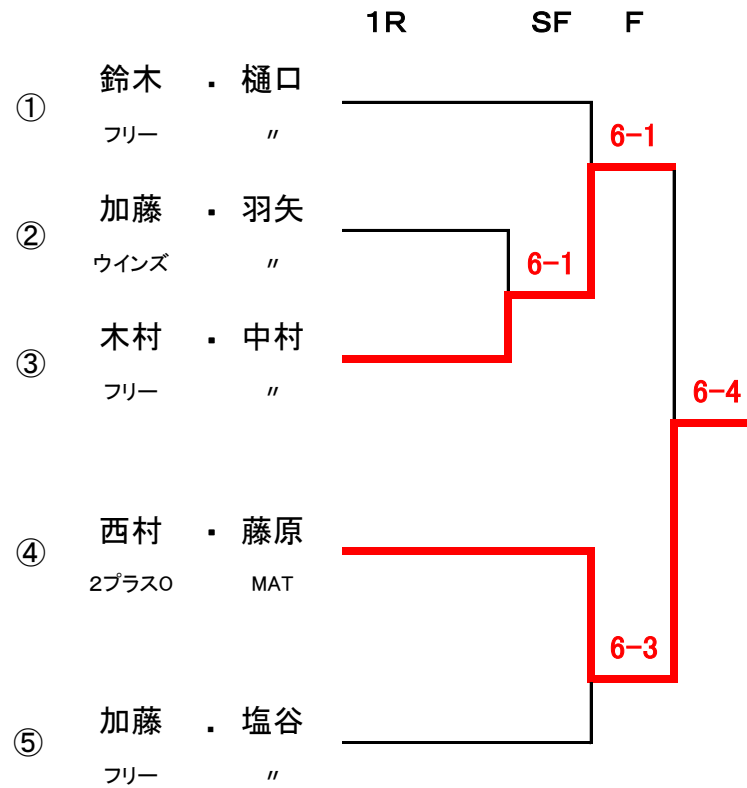 1R SF F
① 鈴木 ・ 樋口
フリー 〃
6-1
② 加藤 ・ 羽矢
ウインズ 〃
6-1
③ 木村 ・ 中村
フリー 〃
6-4
④ 西村 ・ 藤原
2プラスO MAT
6-3
⑤ 加藤 ・ 塩谷
フリー 〃